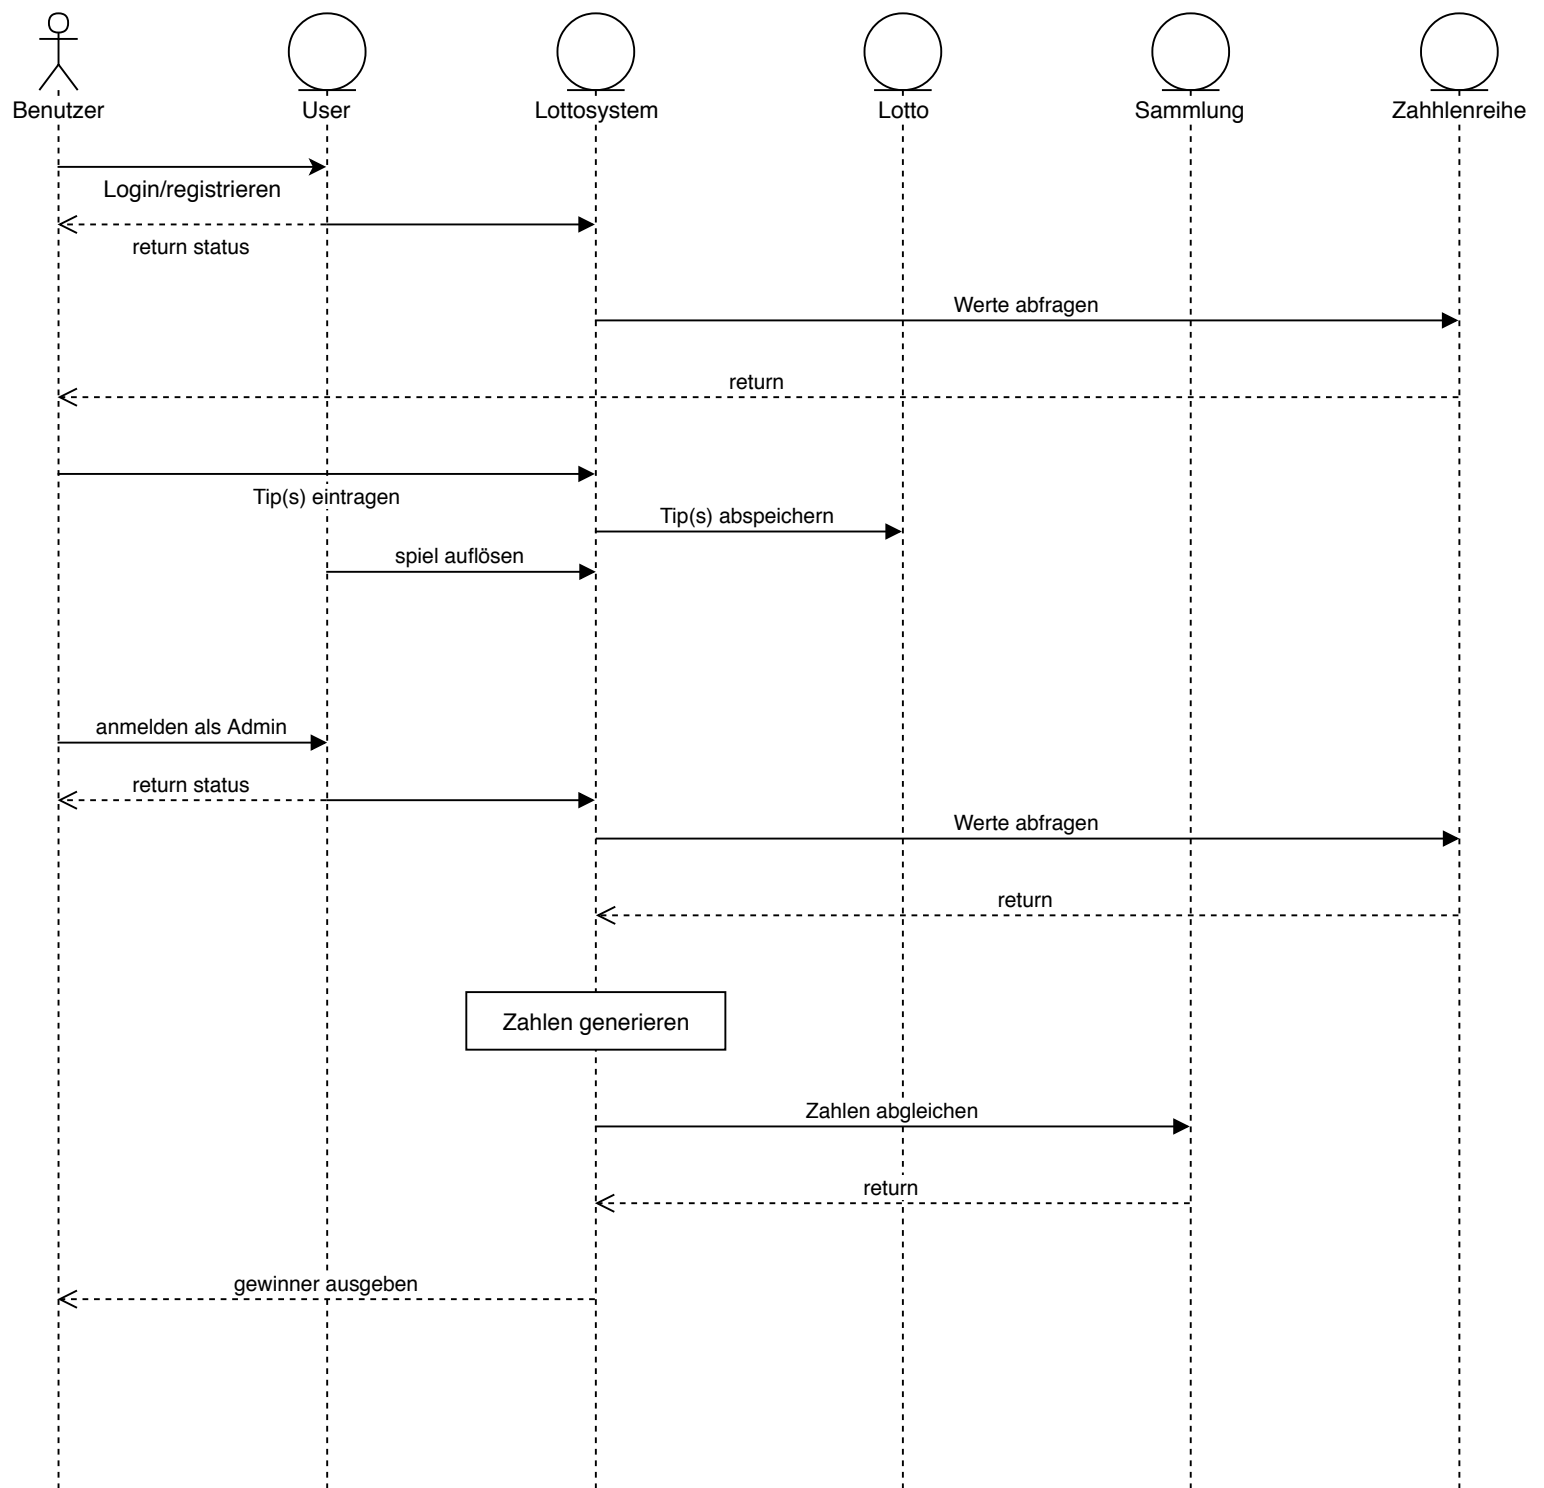 Benutzer
User
Lottosystem
Lotto
Sammlung
Zahhlenreihe
Login/registrieren
return status
Werte abfragen
return
Tip(s) eintragen
Tip(s) abspeichern
spiel auflösen
anmelden als Admin
return status
Werte abfragen
return
Zahlen generieren
Zahlen abgleichen
return
gewinner ausgeben